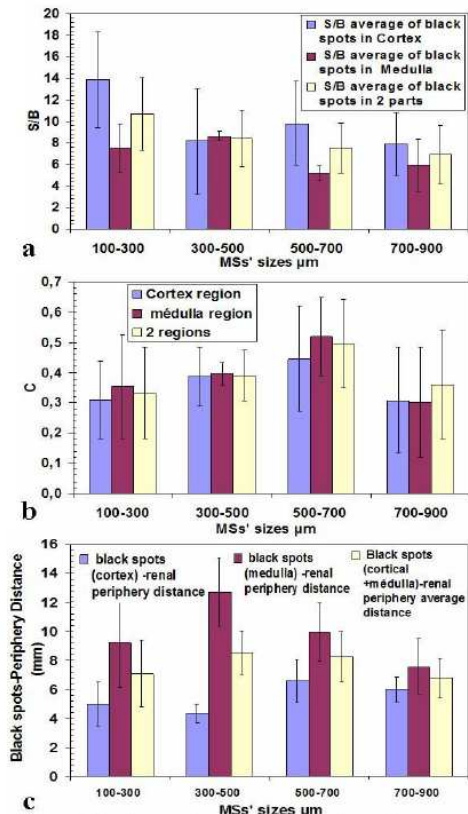 20
18
16
14
12
10
8
6
4
2
0
S/B
S/B average of black
spots in Cortex
S/B average of black
spots in Medulla
S/B average of black
spots in 2 parts
100-300 300-500 500-700 700-900
MSs' sizes µm
a
0,7
0,6
0,5
0,4
0,3
0,2
0,1
0,0
C
Cortex region
médulla region
2 regions
100-300 300-500 500-700 700-900
MSs' sizes µm
b
16
14
12
10
8
6
4
2
0
Black spots-Periphery Distance
(mm)
black spots
(cortex) -renal
periphery distance
black spots
(medulla) -renal
periphery distance
Black spots
(cortical
+médulla)-renal
periphery average
distance
100-300 300-500 500-700 700-900
MSs' sizes µm
c